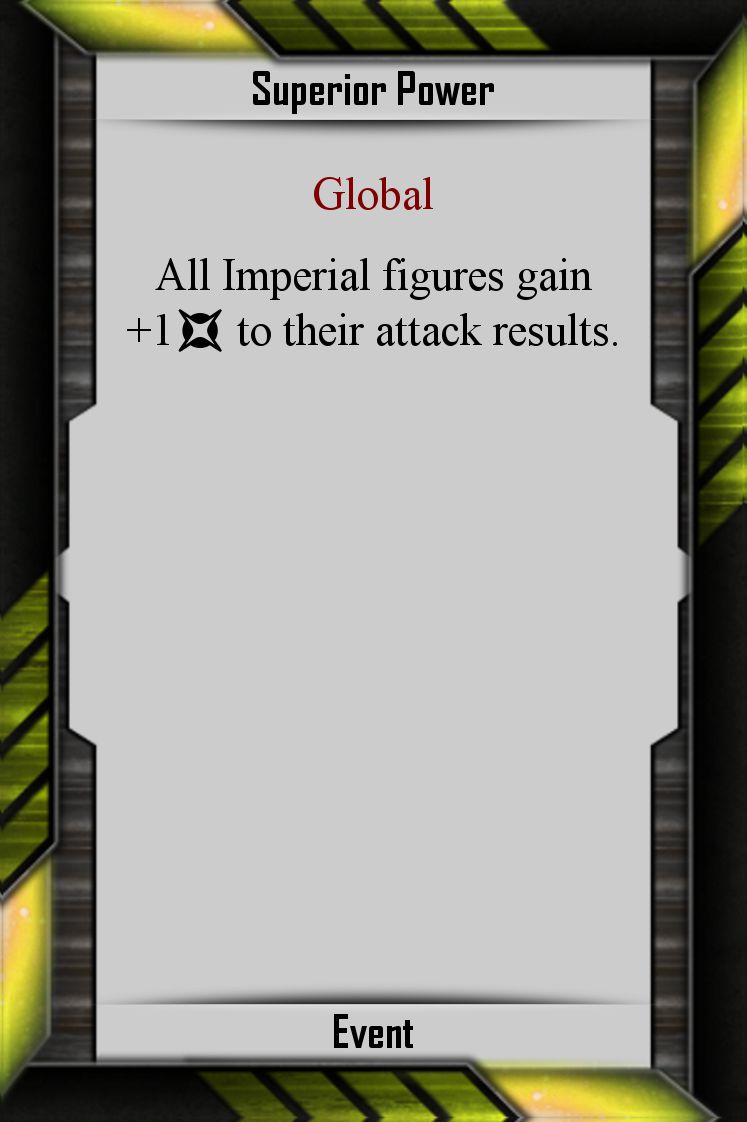 Superior Power
Global
All Imperial figures gain
+1 to their attack results.
Event